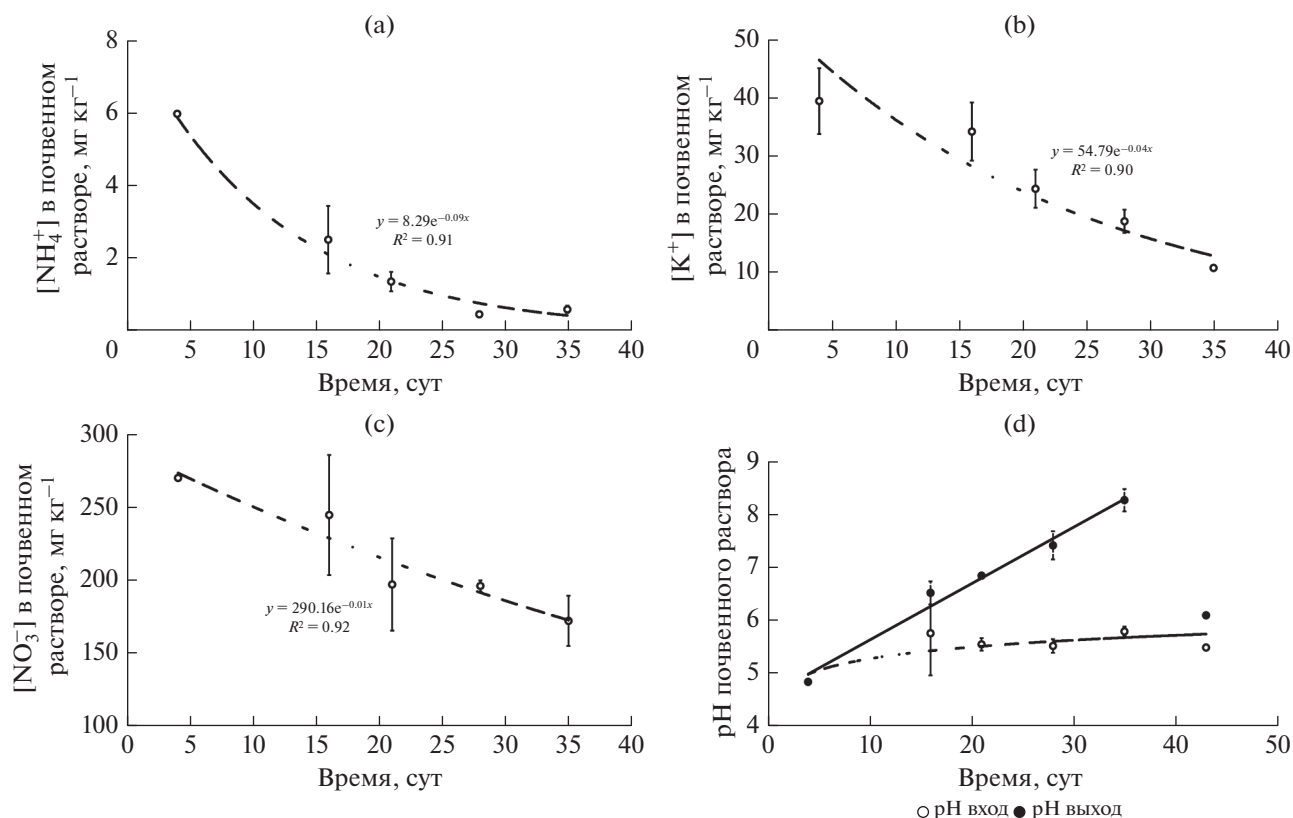 (a)
[NH₄⁺] в почвенном
растворе, мг кг⁻¹
8
6
4
2
0
5
10
15
20
25
30
35
40
Время, сут
y = 8.29e⁻⁰·⁰⁹ˣ
R² = 0.91
(b)
[K⁺] в почвенном
растворе, мг кг⁻¹
50
40
30
20
10
0
5
10
15
20
25
30
35
40
Время, сут
y = 54.79e⁻⁰·⁰⁴ˣ
R² = 0.90
(c)
[NO₃⁻] в почвенном
растворе, мг кг⁻¹
300
250
200
150
100
0
5
10
15
20
25
30
35
40
Время, сут
y = 290.16e⁻⁰·⁰¹ˣ
R² = 0.92
(d)
pH почвенного раствора
9
8
7
6
5
4
0
10
20
30
40
50
Время, сут
pH вход pH выход